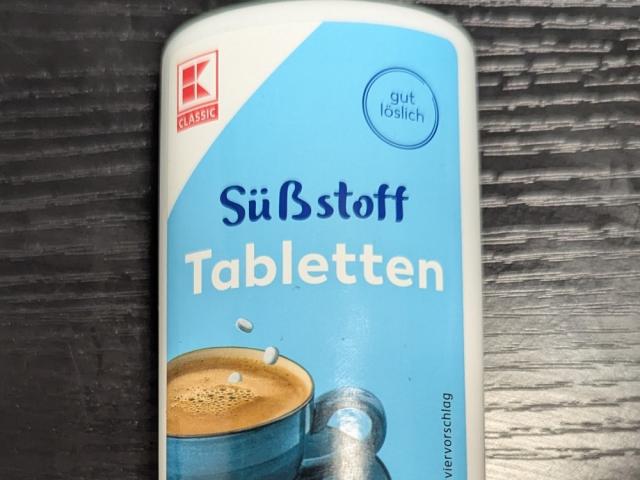 K
CLASSIC
gut
löslich
Süßstoff
Tabletten